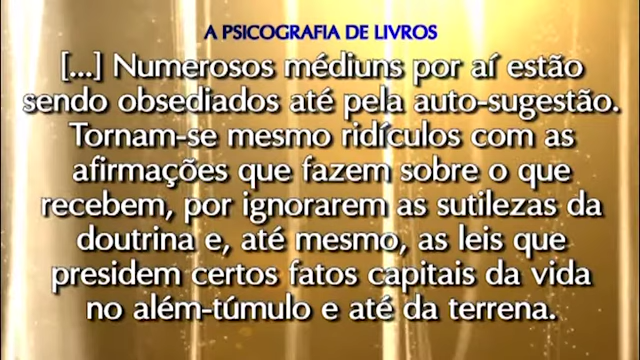 A PSICOGRAFIA DE LIVROS
[...] Numerosos médiuns por aí estão
sendo obsediados até pela auto-sugestão.
Tornam-se mesmo ridículos com as
afirmações que fazem sobre o que
recebem, por ignorarem as sutilezas da
doutrina e, até mesmo, as leis que
presidem certos fatos capitais da vida
no além-túmulo e até da terrena.